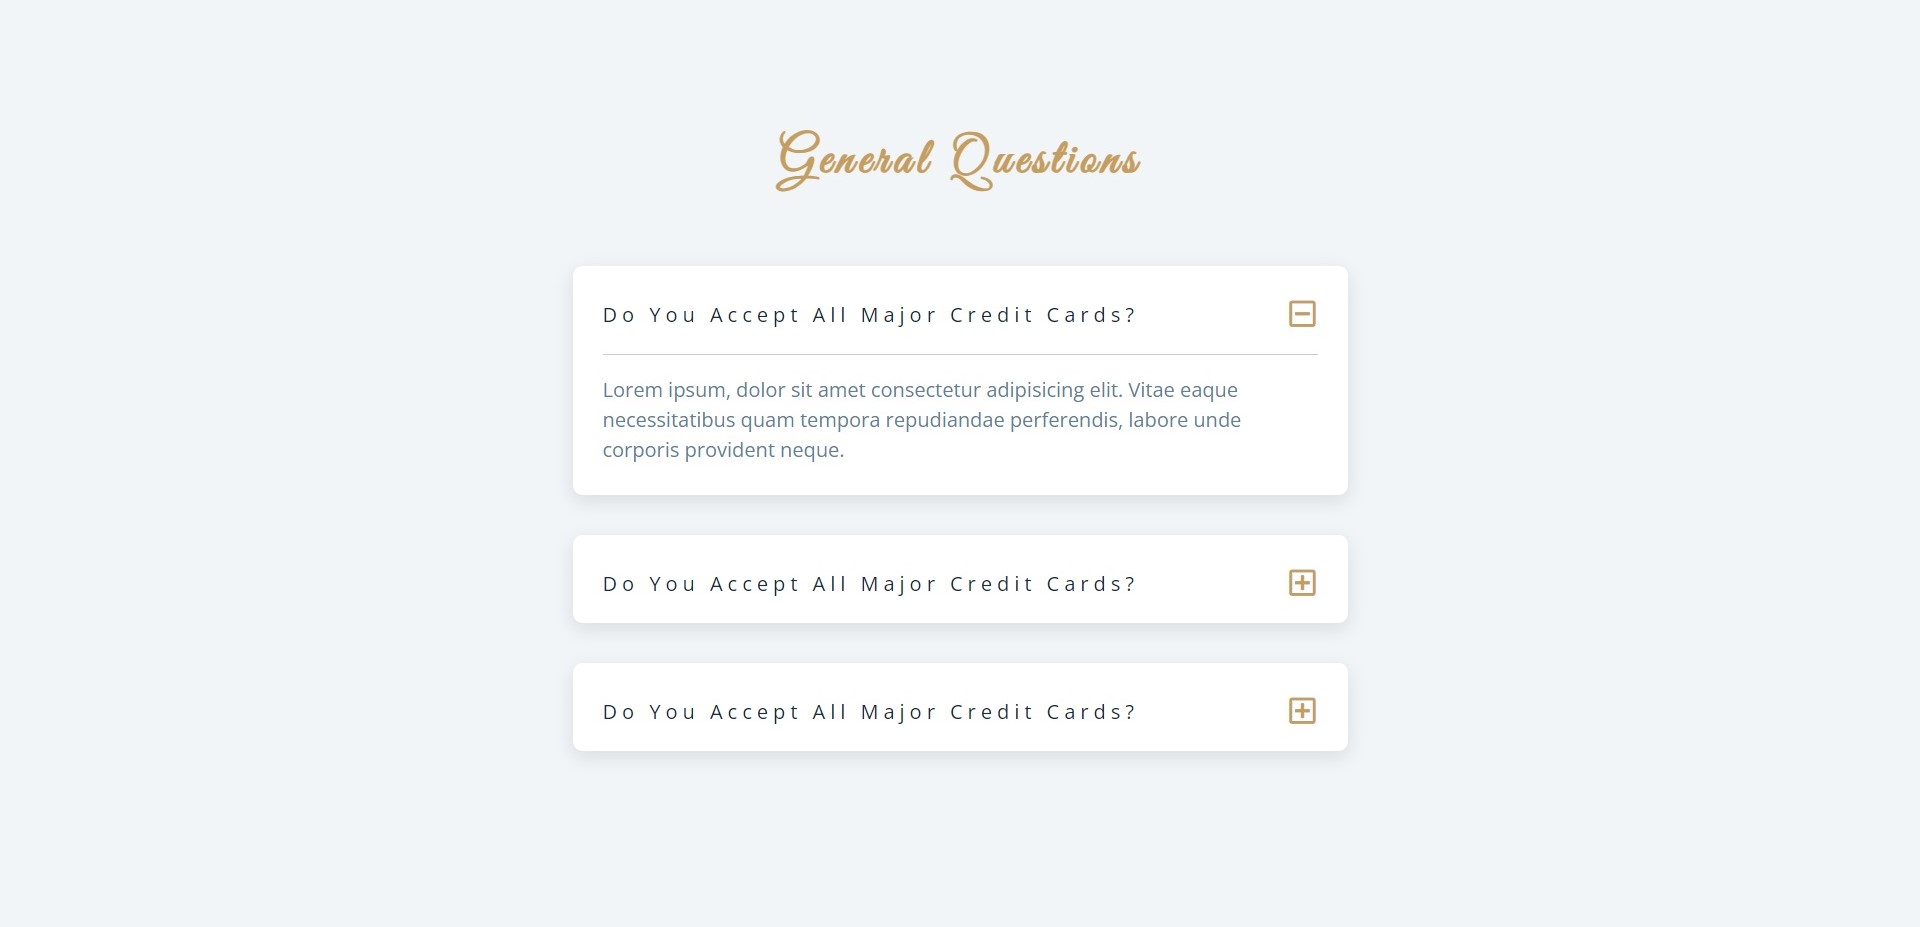 General Questions
Do You Accept All Major Credit Cards?
Lorem ipsum, dolor sit amet consectetur adipisicing elit. Vitae eaque
necessitatibus quam tempora repudiandae perferendis, labore unde
corporis provident neque.
Do You Accept All Major Credit Cards?
Do You Accept All Major Credit Cards?